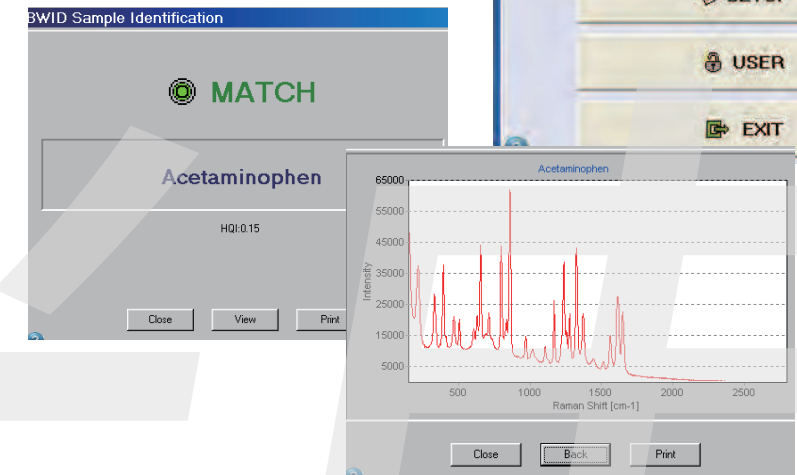 BWID Sample Identification
MATCH
Acetaminophen
HQI:0.15
Close View Print
SETUP
USER
EXIT
Acetaminophen
65000
55000
45000
35000
25000
15000
5000
Intensity
500 1000 1500 2000 2500
Raman Shift [cm-1]
Close Back Print